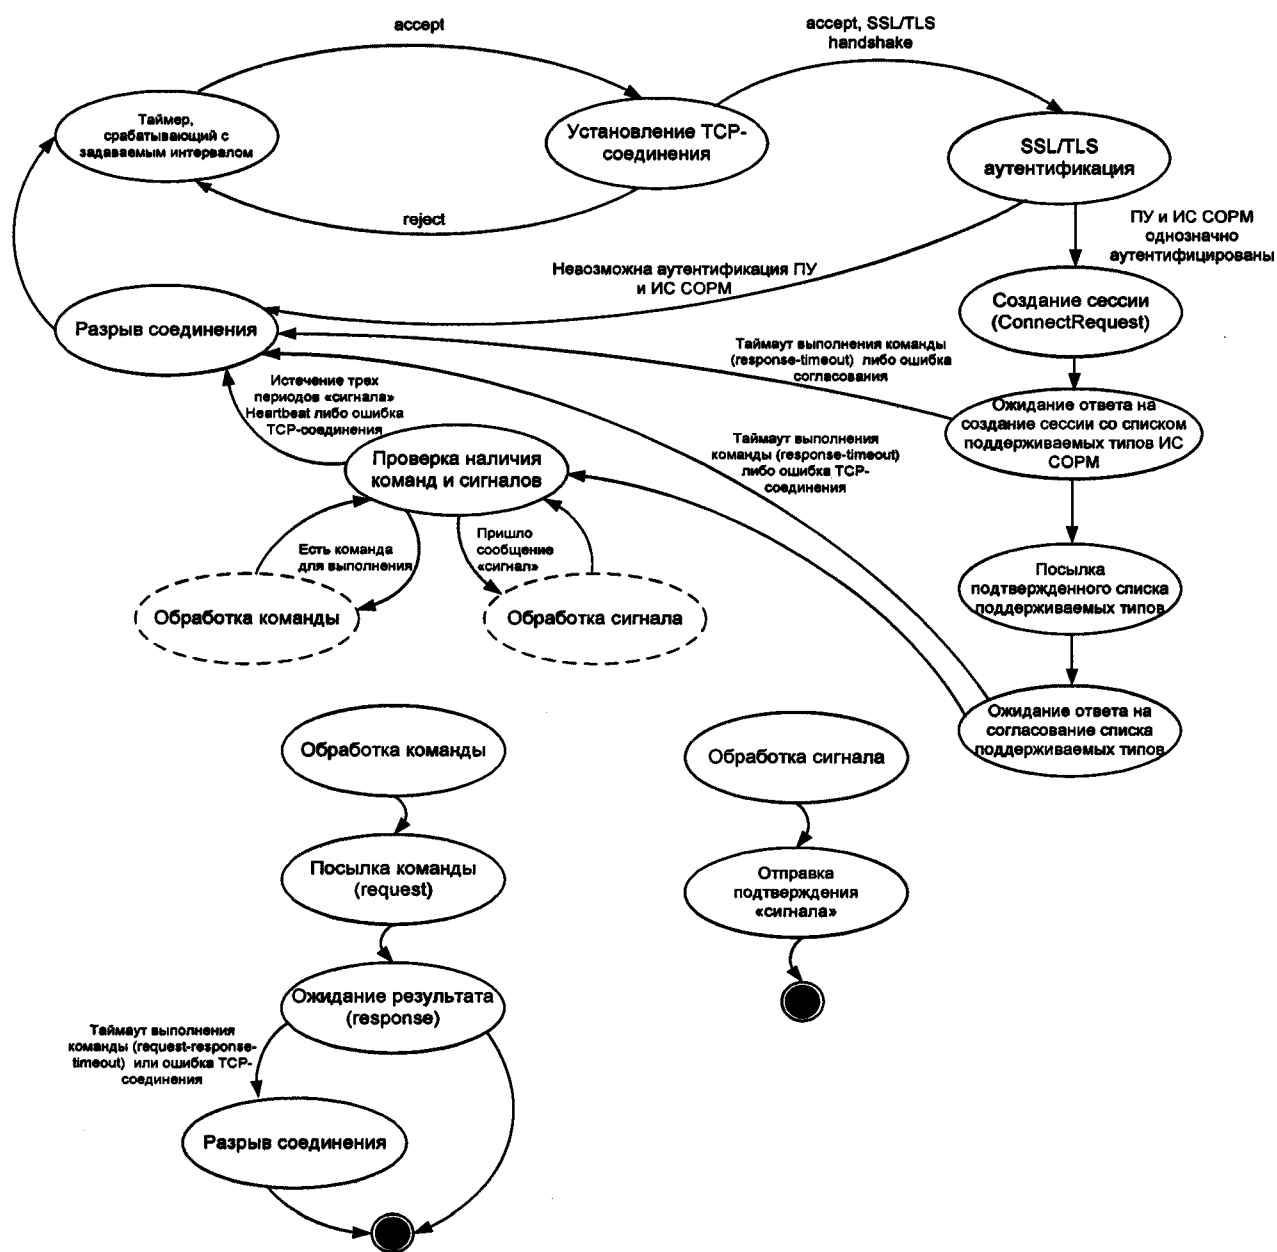 accept
accept, SSL/TLS
handshake
Таймер,
срабатывающий с
задаваемым интервалом
Установление TCP-
соединения
SSL/TLS
аутентификация
reject
ПУ и ИС СОРМ
однозначно
аутентифицированы
Невозможна аутентификация ПУ
и ИС СОРМ
Разрыв соединения
Создание сессии
(ConnectRequest)
Таймаут выполнения команды
(response-timeout) либо ошибка
согласования
Истечение трех
периодов «сигнала»
Heartbeat либо ошибка
TCP-соединения
Ожидание ответа на
создание сессии со списком
поддерживаемых типов ИС
СОРМ
Таймаут выполнения
команды (response-timeout)
либо ошибка TCP-
соединения
Проверка наличия
команд и сигналов
Есть команда
для выполнения
Пришло
сообщение
«сигнал»
Обработка команды
Обработка сигнала
Посылка
подтвержденного списка
поддерживаемых типов
Ожидание ответа на
согласование списка
поддерживаемых типов
Обработка команды
Обработка сигнала
Посылка команды
(request)
Отправка
подтверждения
«сигнала»
Ожидание результата
(response)
Таймаут выполнения
команды (request-response-
timeout) или ошибка TCP-
соединения
Разрыв соединения